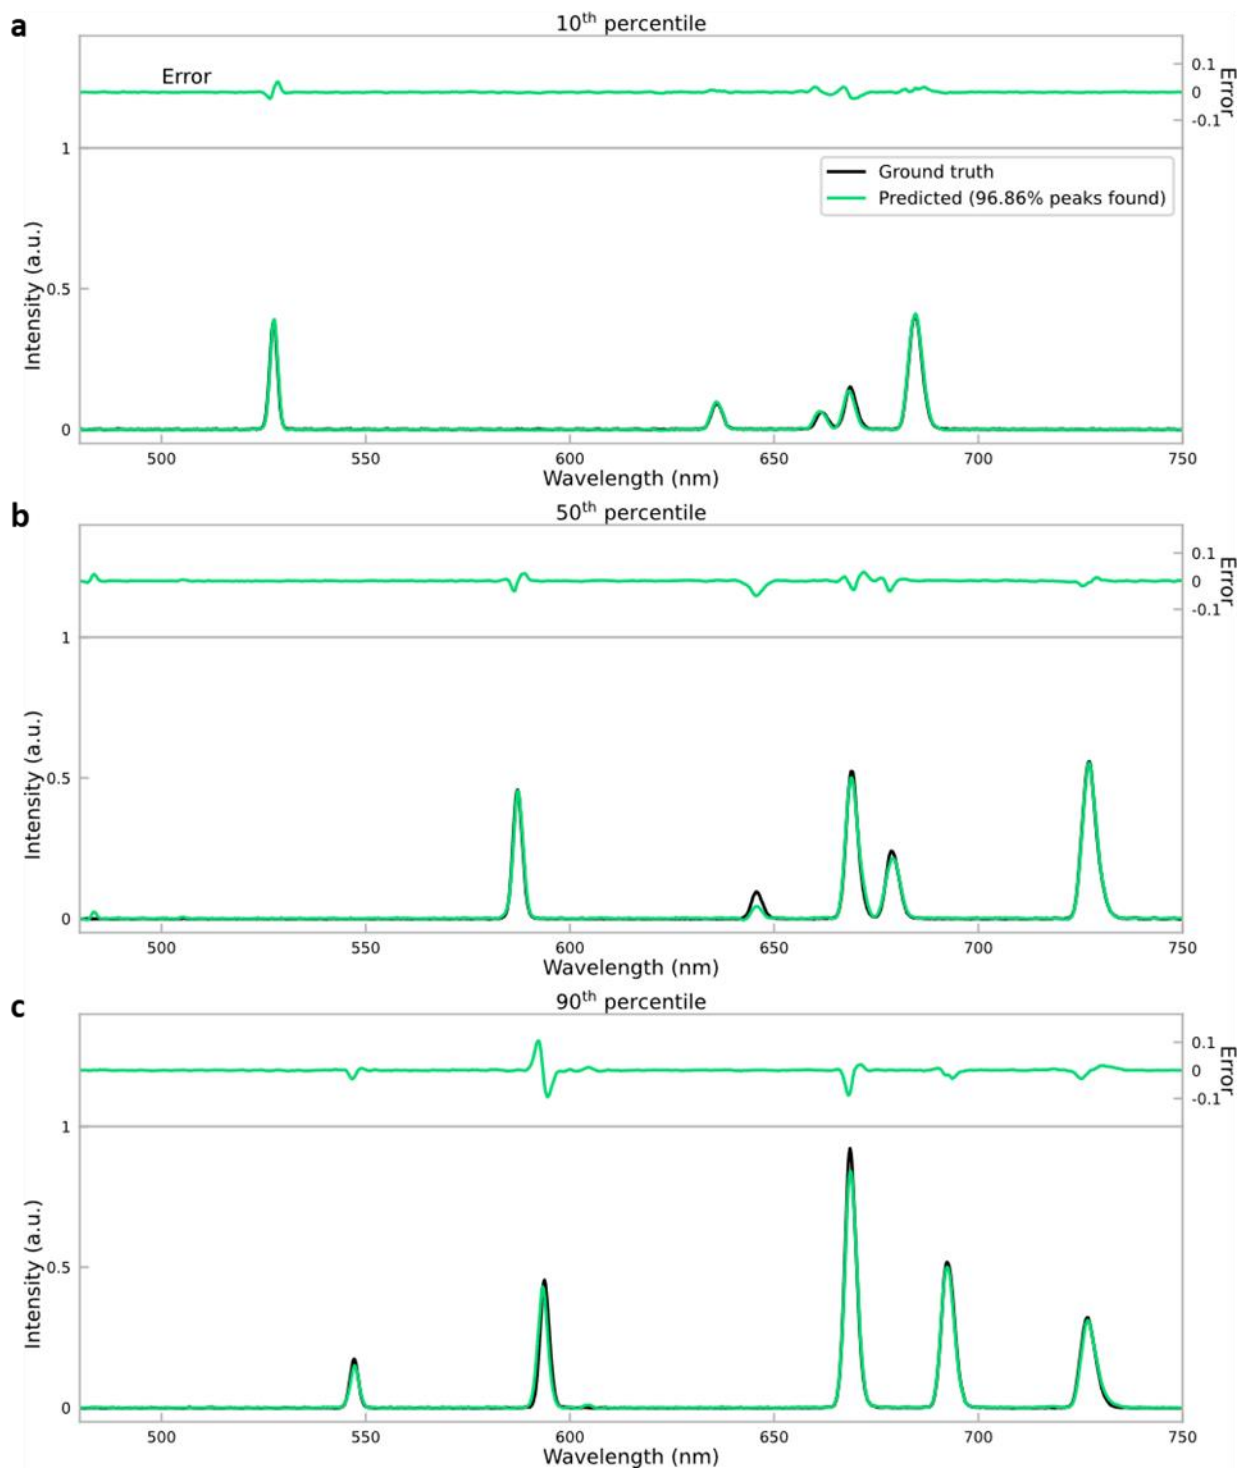 a
10th percentile
Error
0.1
0
-0.1
Error
1
0.5
0
Intensity (a.u.)
Ground truth
Predicted (96.86% peaks found)
500 550 600 650 700 750
Wavelength (nm)
b
50th percentile
0.1
0
-0.1
Error
1
0.5
0
Intensity (a.u.)
500 550 600 650 700 750
Wavelength (nm)
c
90th percentile
0.1
0
-0.1
Error
1
0.5
0
Intensity (a.u.)
500 550 600 650 700 750
Wavelength (nm)